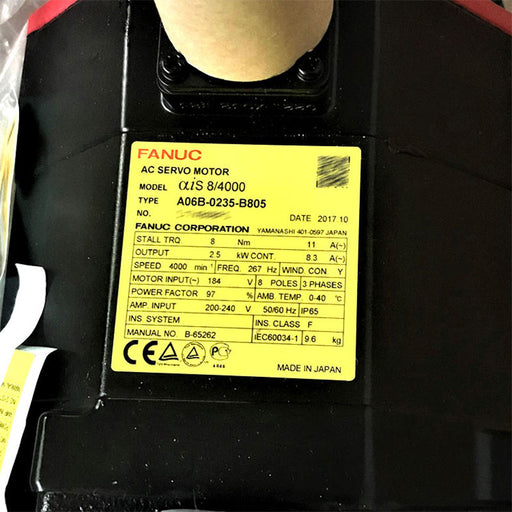 FANUC
AC SERVO MOTOR
MODEL αiS 8/4000
TYPE A06B-0235-B805
NO. DATE 2017.10
FANUC CORPORATION YAMANASHI 401-0597 JAPAN
STALL TRQ 8 Nm 11 A(~)
OUTPUT 2.5 kW CONT. 8.3 A(~)
SPEED 4000 min⁻¹ FREQ. 267 Hz WIND. CON. Y
MOTOR INPUT(~) 184 V 8 POLES 3 PHASES
POWER FACTOR 97 % AMB. TEMP. 0-40 °C
AMP. INPUT 200-240 V 50/60 Hz IP65
INS.SYSTEM INS. CLASS F
MANUAL NO. B-65262 IEC60034-1 9.6 kg
CE
MADE IN JAPAN